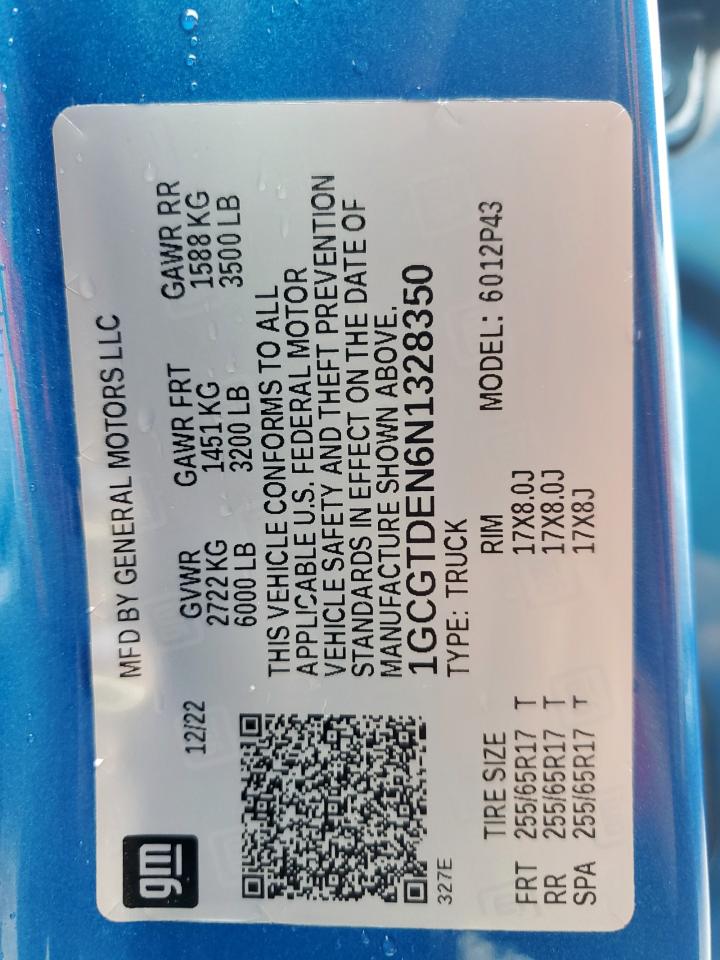 gm
MFD BY GENERAL MOTORS LLC
12/22
GVWR GAWR FRT GAWR RR
2722 KG 1451 KG 1588 KG
6000 LB 3200 LB 3500 LB
THIS VEHICLE CONFORMS TO ALL
APPLICABLE U.S. FEDERAL MOTOR
VEHICLE SAFETY AND THEFT PREVENTION
STANDARDS IN EFFECT ON THE DATE OF
MANUFACTURE SHOWN ABOVE.
1GCGTDEN6N1328350
327E
TYPE: TRUCK
TIRE SIZE RIM MODEL: 6012P43
FRT 255/65R17 T 17X8.0J
RR 255/65R17 T 17X8.0J
SPA 255/65R17 T 17X8J